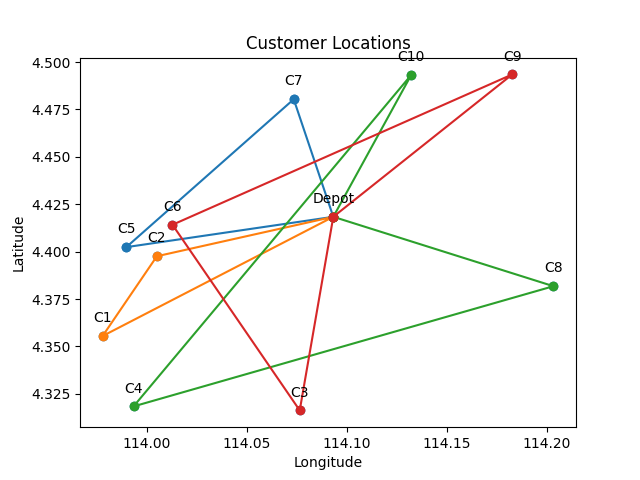 Customer Locations
4.500
4.475
4.450
4.425
4.400
4.375
4.350
4.325
Latitude
C10
C9
C7
Depot
C6
C5
C2
C8
C1
C4
C3
114.00
114.05
114.10
114.15
114.20
Longitude